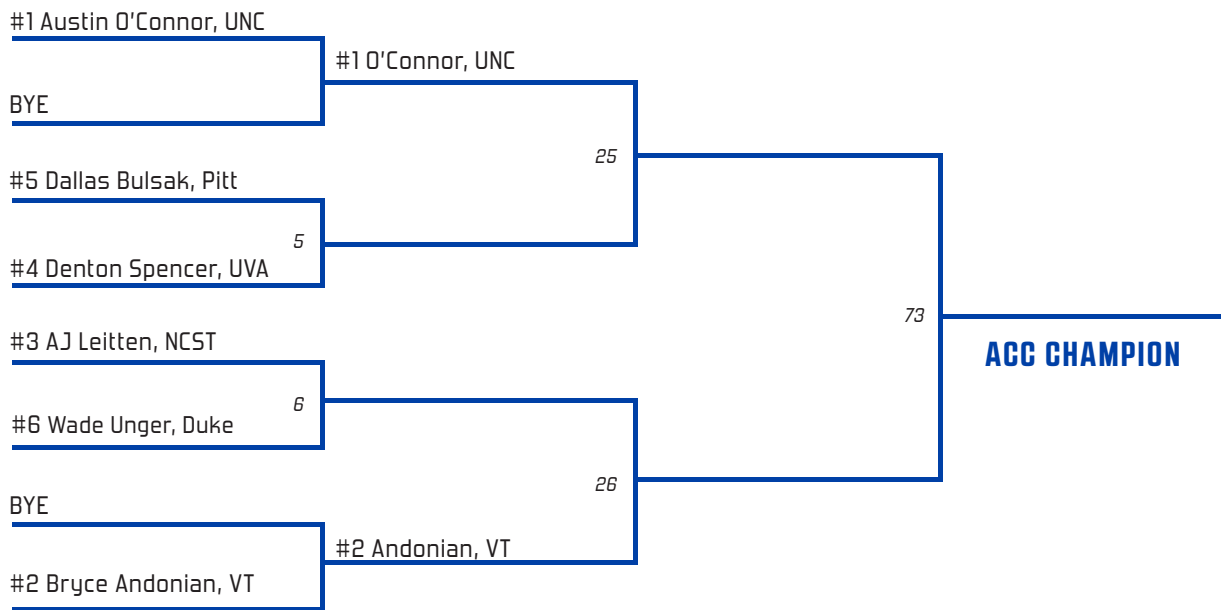 #1 Austin O'Connor, UNC
#1 O'Connor, UNC
BYE
25
#5 Dallas Bulsak, Pitt
5
#4 Denton Spencer, UVA
73
#3 AJ Leitten, NCST
ACC CHAMPION
6
#6 Wade Unger, Duke
26
BYE
#2 Andonian, VT
#2 Bryce Andonian, VT